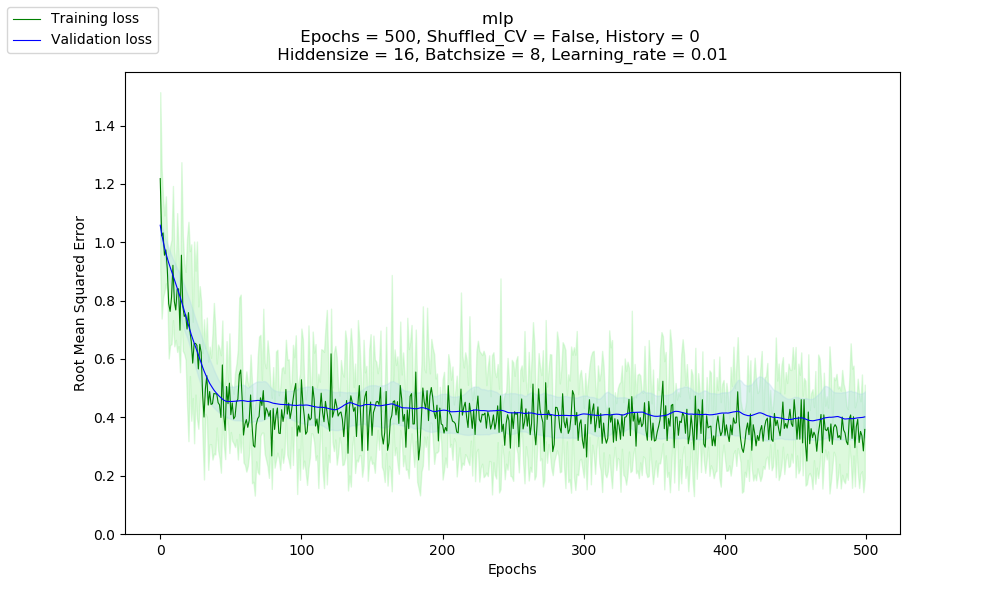 Training loss
Validation loss
mlp
Epochs = 500, Shuffled_CV = False, History = 0
Hiddensize = 16, Batchsize = 8, Learning_rate = 0.01
Root Mean Squared Error
1.4
1.2
1.0
0.8
0.6
0.4
0.2
0.0
0
100
200
300
400
500
Epochs